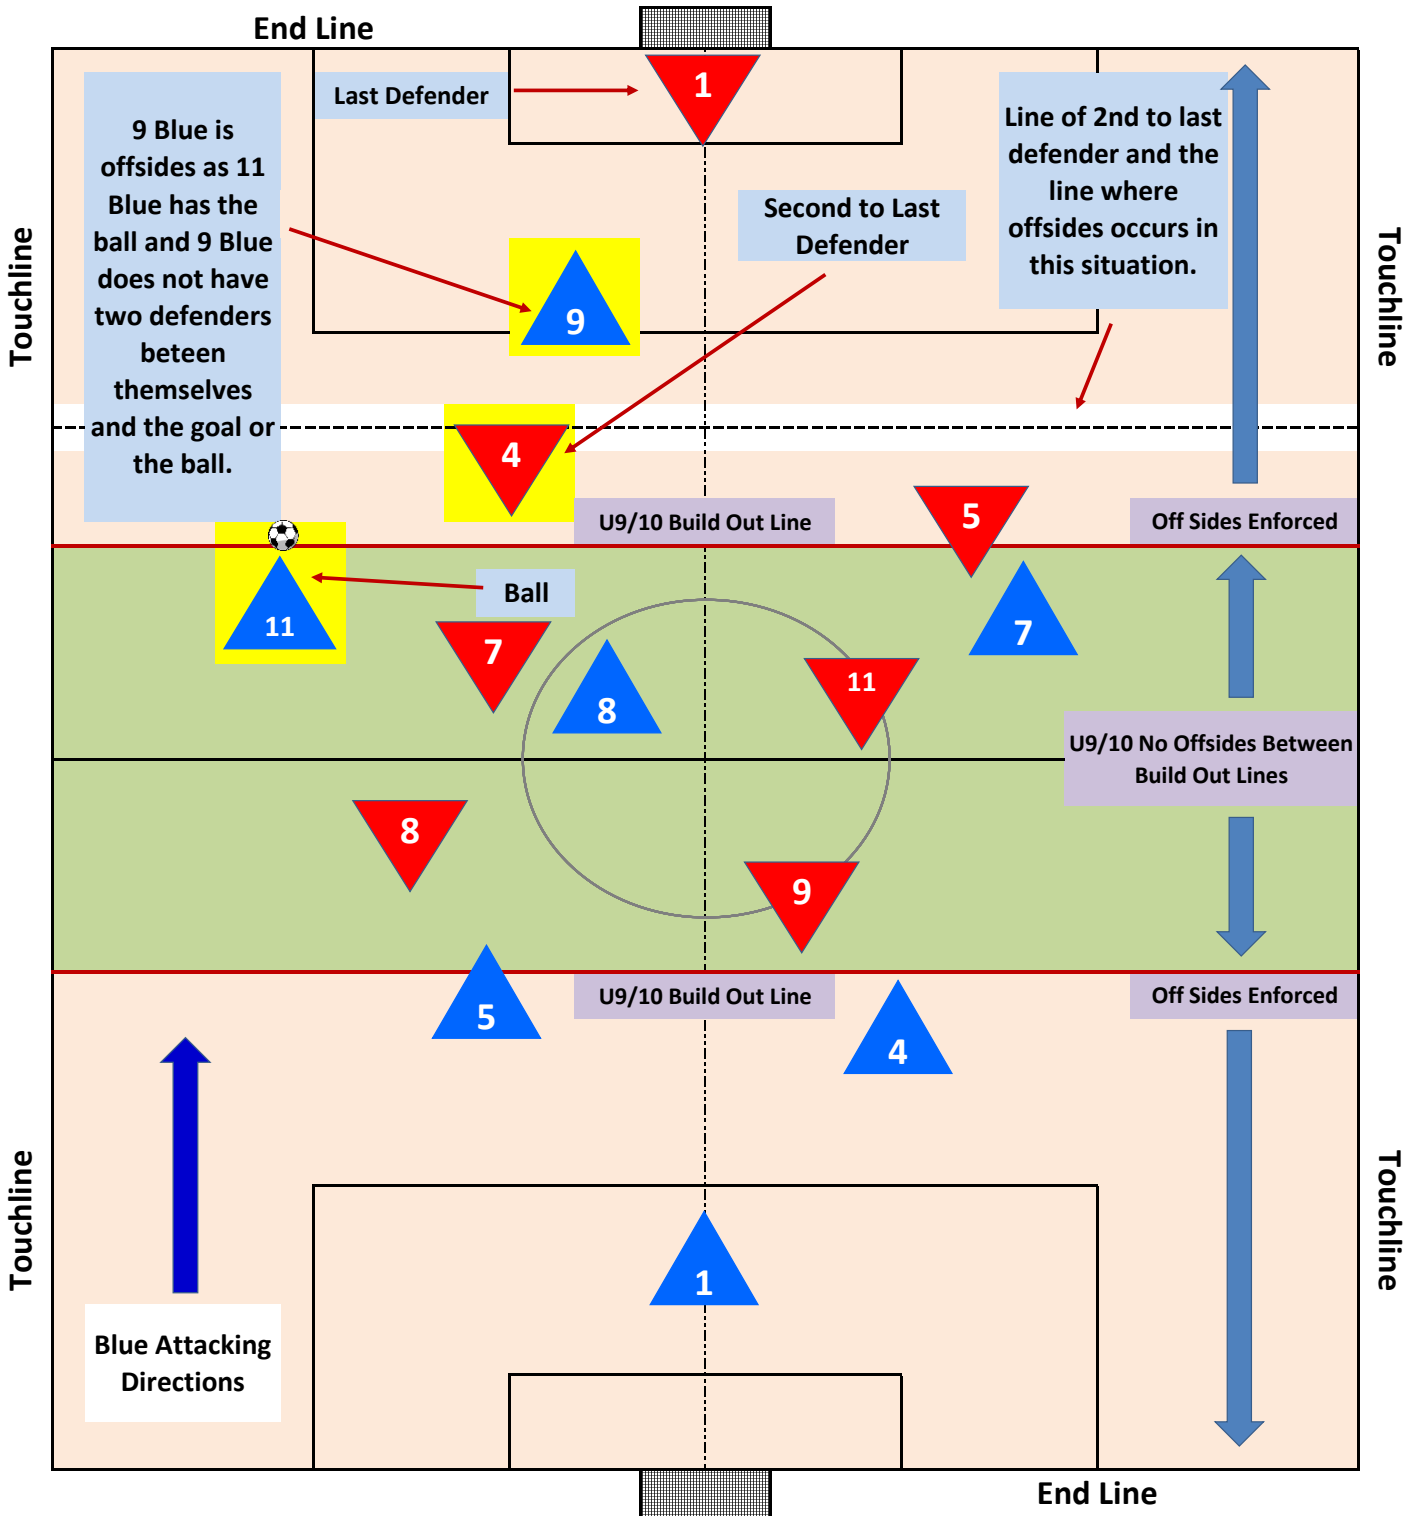 End Line
1
Last Defender
9 Blue is
offsides as 11
Blue has the
ball and 9 Blue
does not have
two defenders
beteen
themselves
and the goal or
the ball.
Line of 2nd to last
defender and the
line where
offsides occurs in
this situation.
Second to Last
Defender
Touchline
Touchline
9
4
5
U9/10 Build Out Line
Off Sides Enforced
Ball
11
7
7
8
11
U9/10 No Offsides Between
Build Out Lines
8
9
U9/10 Build Out Line
Off Sides Enforced
5
4
Touchline
Touchline
1
Blue Attacking
Directions
End Line